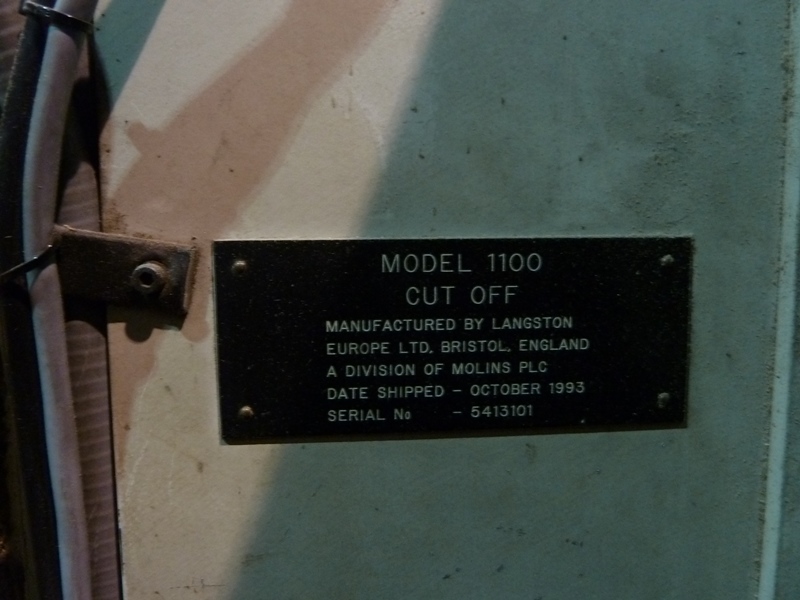 MODEL 1100
CUT OFF
MANUFACTURED BY LANGSTON
EUROPE LTD, BRISTOL, ENGLAND
A DIVISION OF MOLINS PLC
DATE SHIPPED – OCTOBER 1993
SERIAL No – 5413101